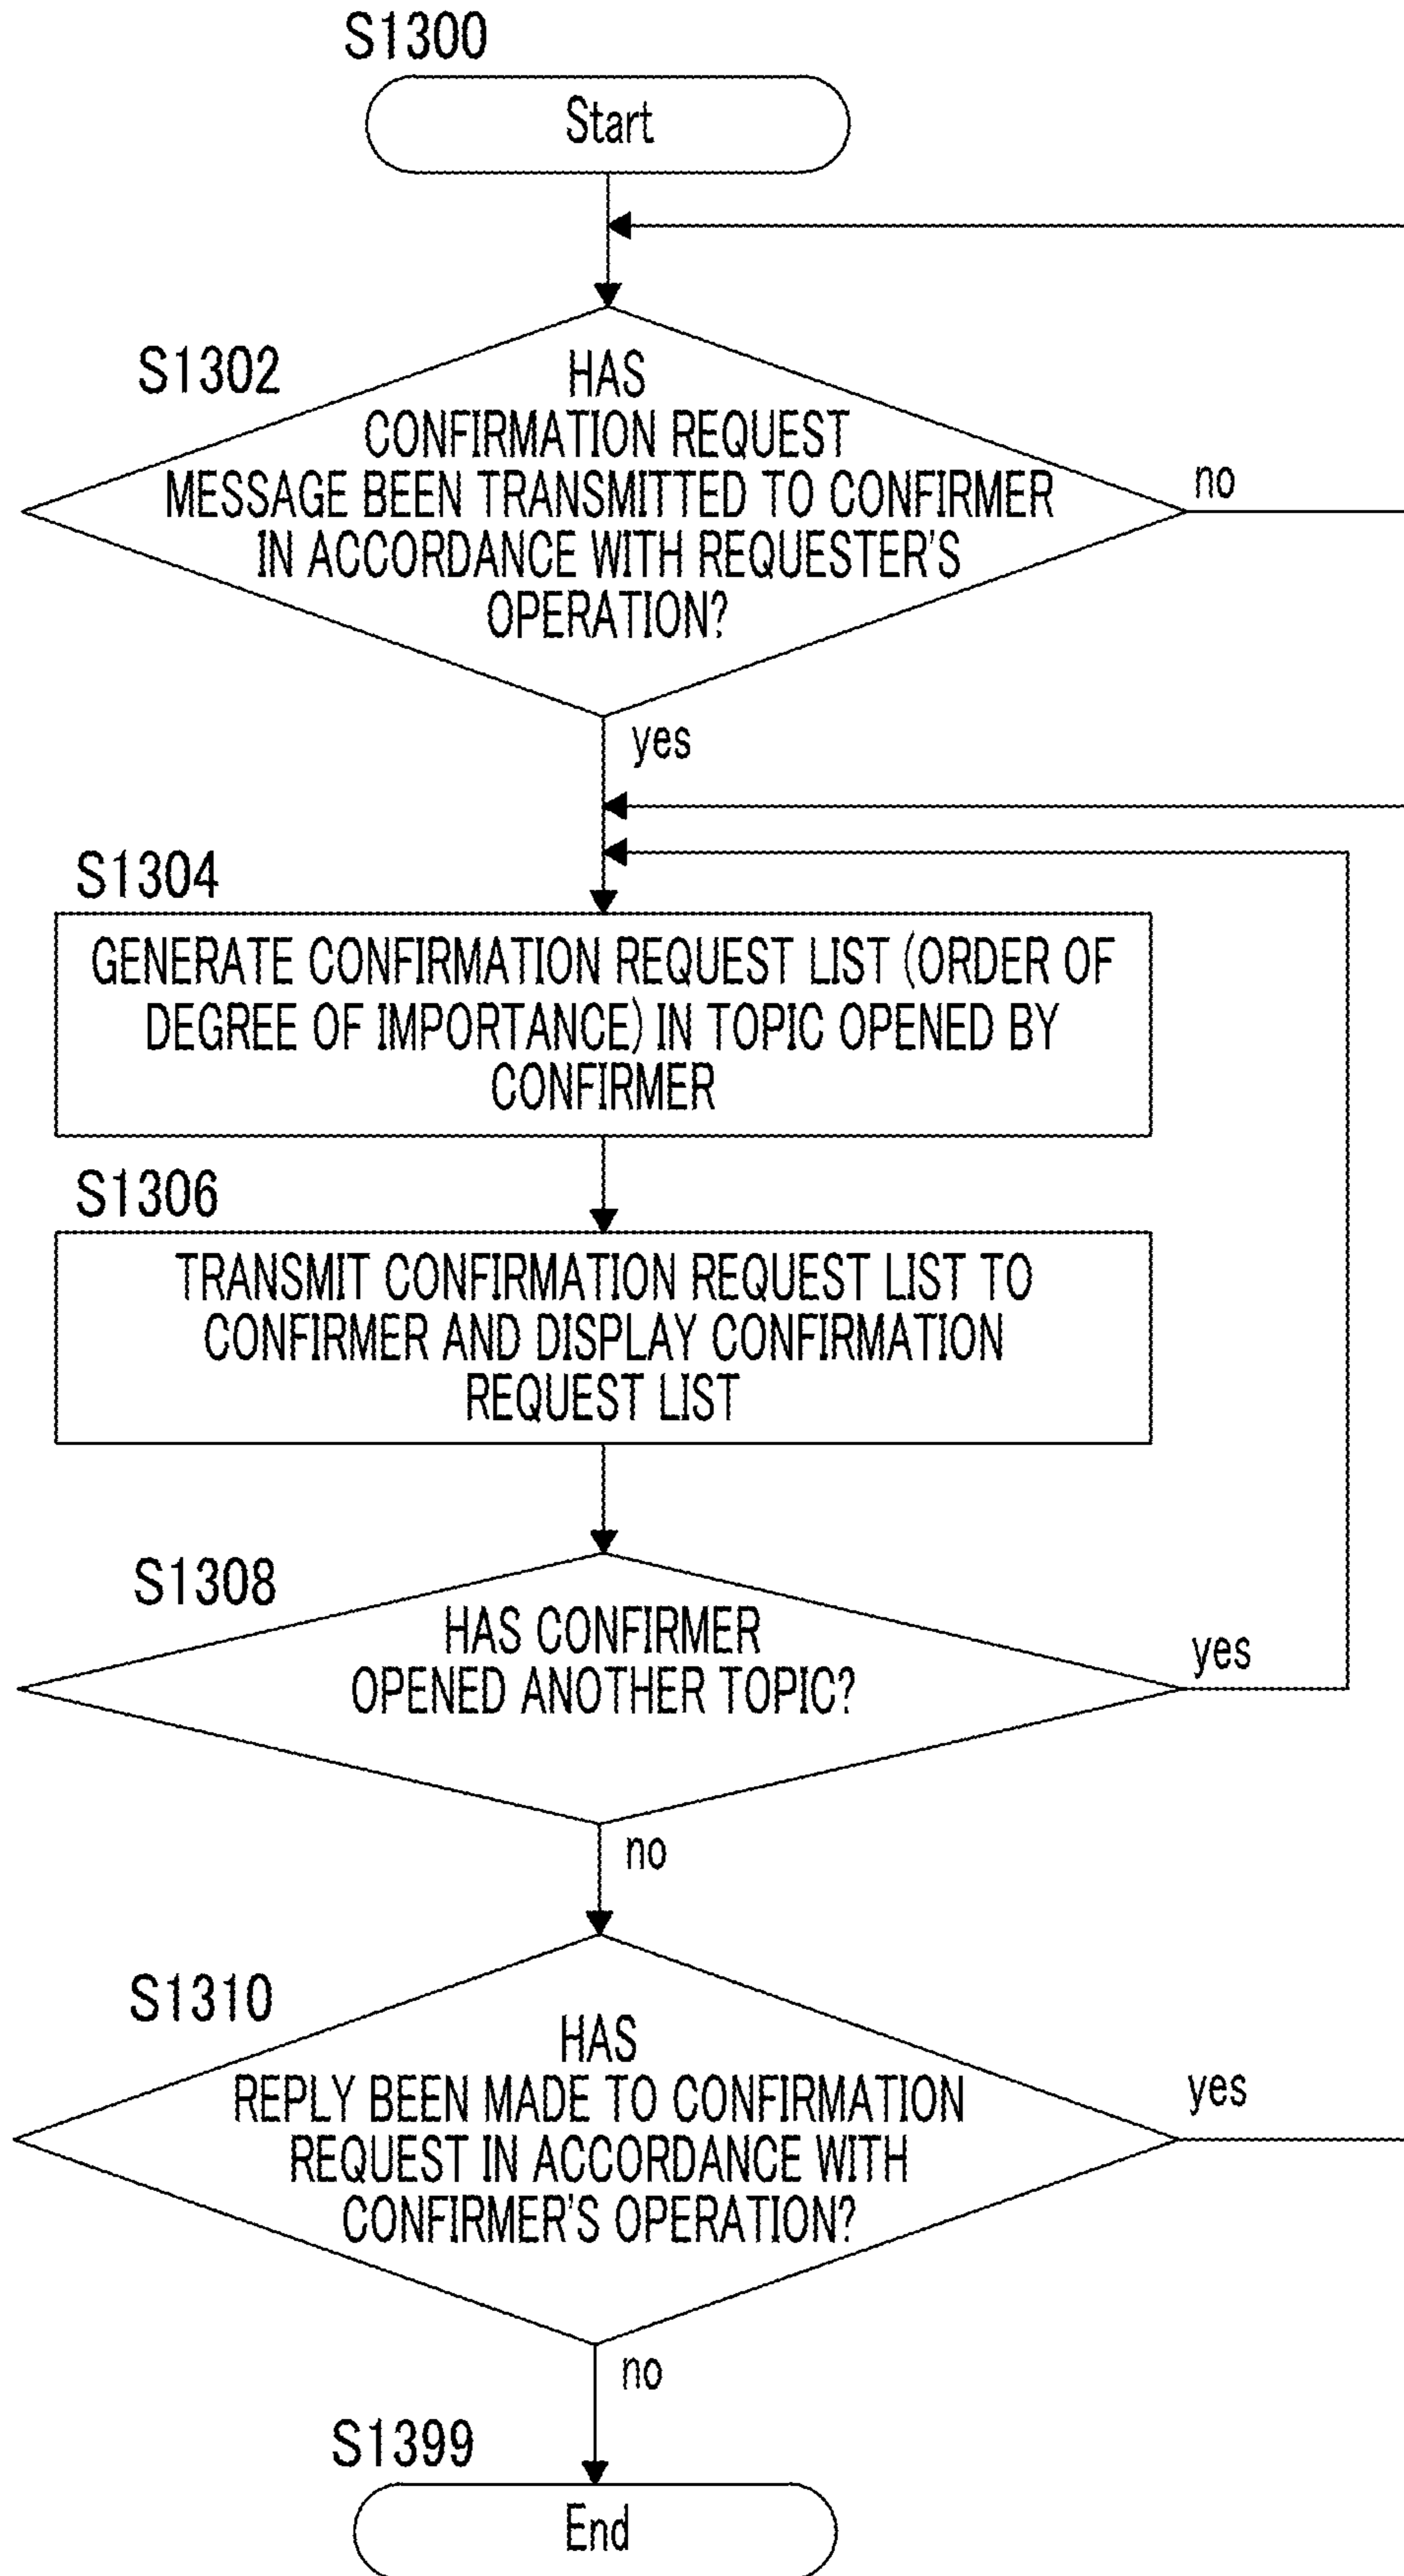 S1300
Start
S1302
HAS
CONFIRMATION REQUEST
MESSAGE BEEN TRANSMITTED TO CONFIRMER
IN ACCORDANCE WITH REQUESTER'S
OPERATION?
no
yes
S1304
GENERATE CONFIRMATION REQUEST LIST (ORDER OF
DEGREE OF IMPORTANCE) IN TOPIC OPENED BY
CONFIRMER
S1306
TRANSMIT CONFIRMATION REQUEST LIST TO
CONFIRMER AND DISPLAY CONFIRMATION
REQUEST LIST
S1308
HAS CONFIRMER
OPENED ANOTHER TOPIC?
yes
no
S1310
HAS
REPLY BEEN MADE TO CONFIRMATION
REQUEST IN ACCORDANCE WITH
CONFIRMER'S OPERATION?
yes
no
S1399
End